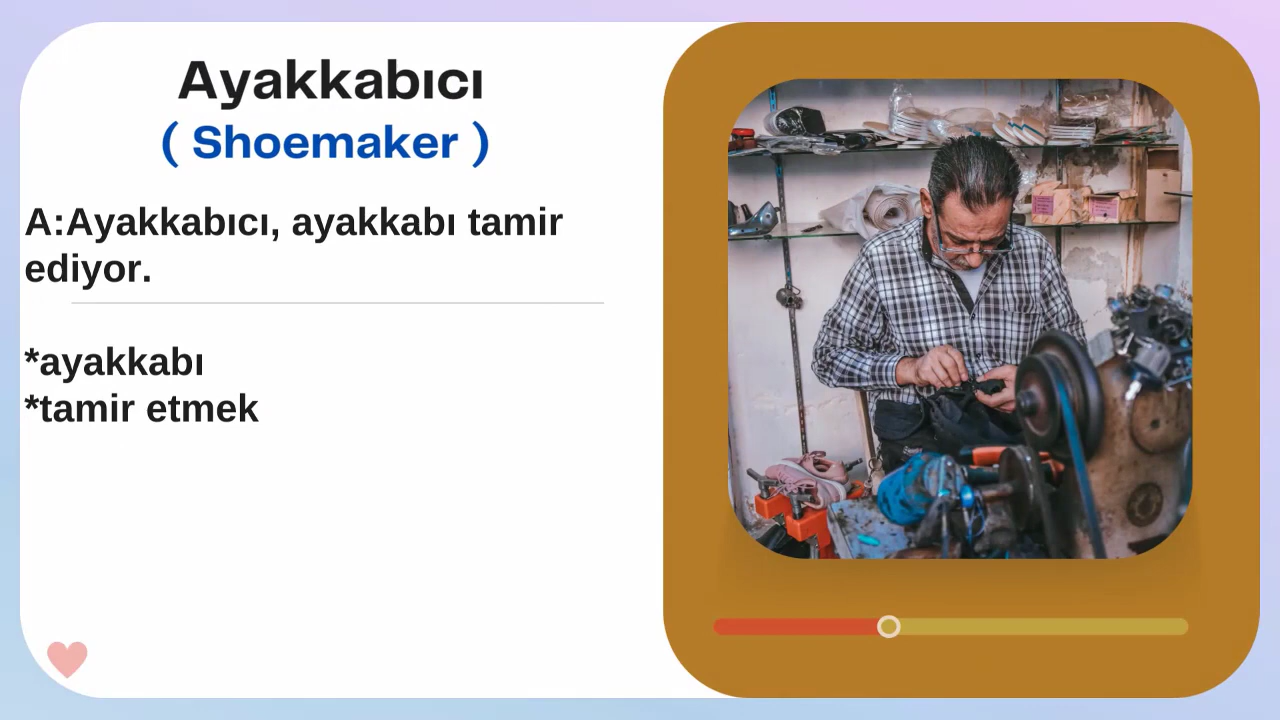 Ayakkabıcı
( Shoemaker )
A:Ayakkabıcı, ayakkabı tamir
ediyor.
*ayakkabı
*tamir etmek